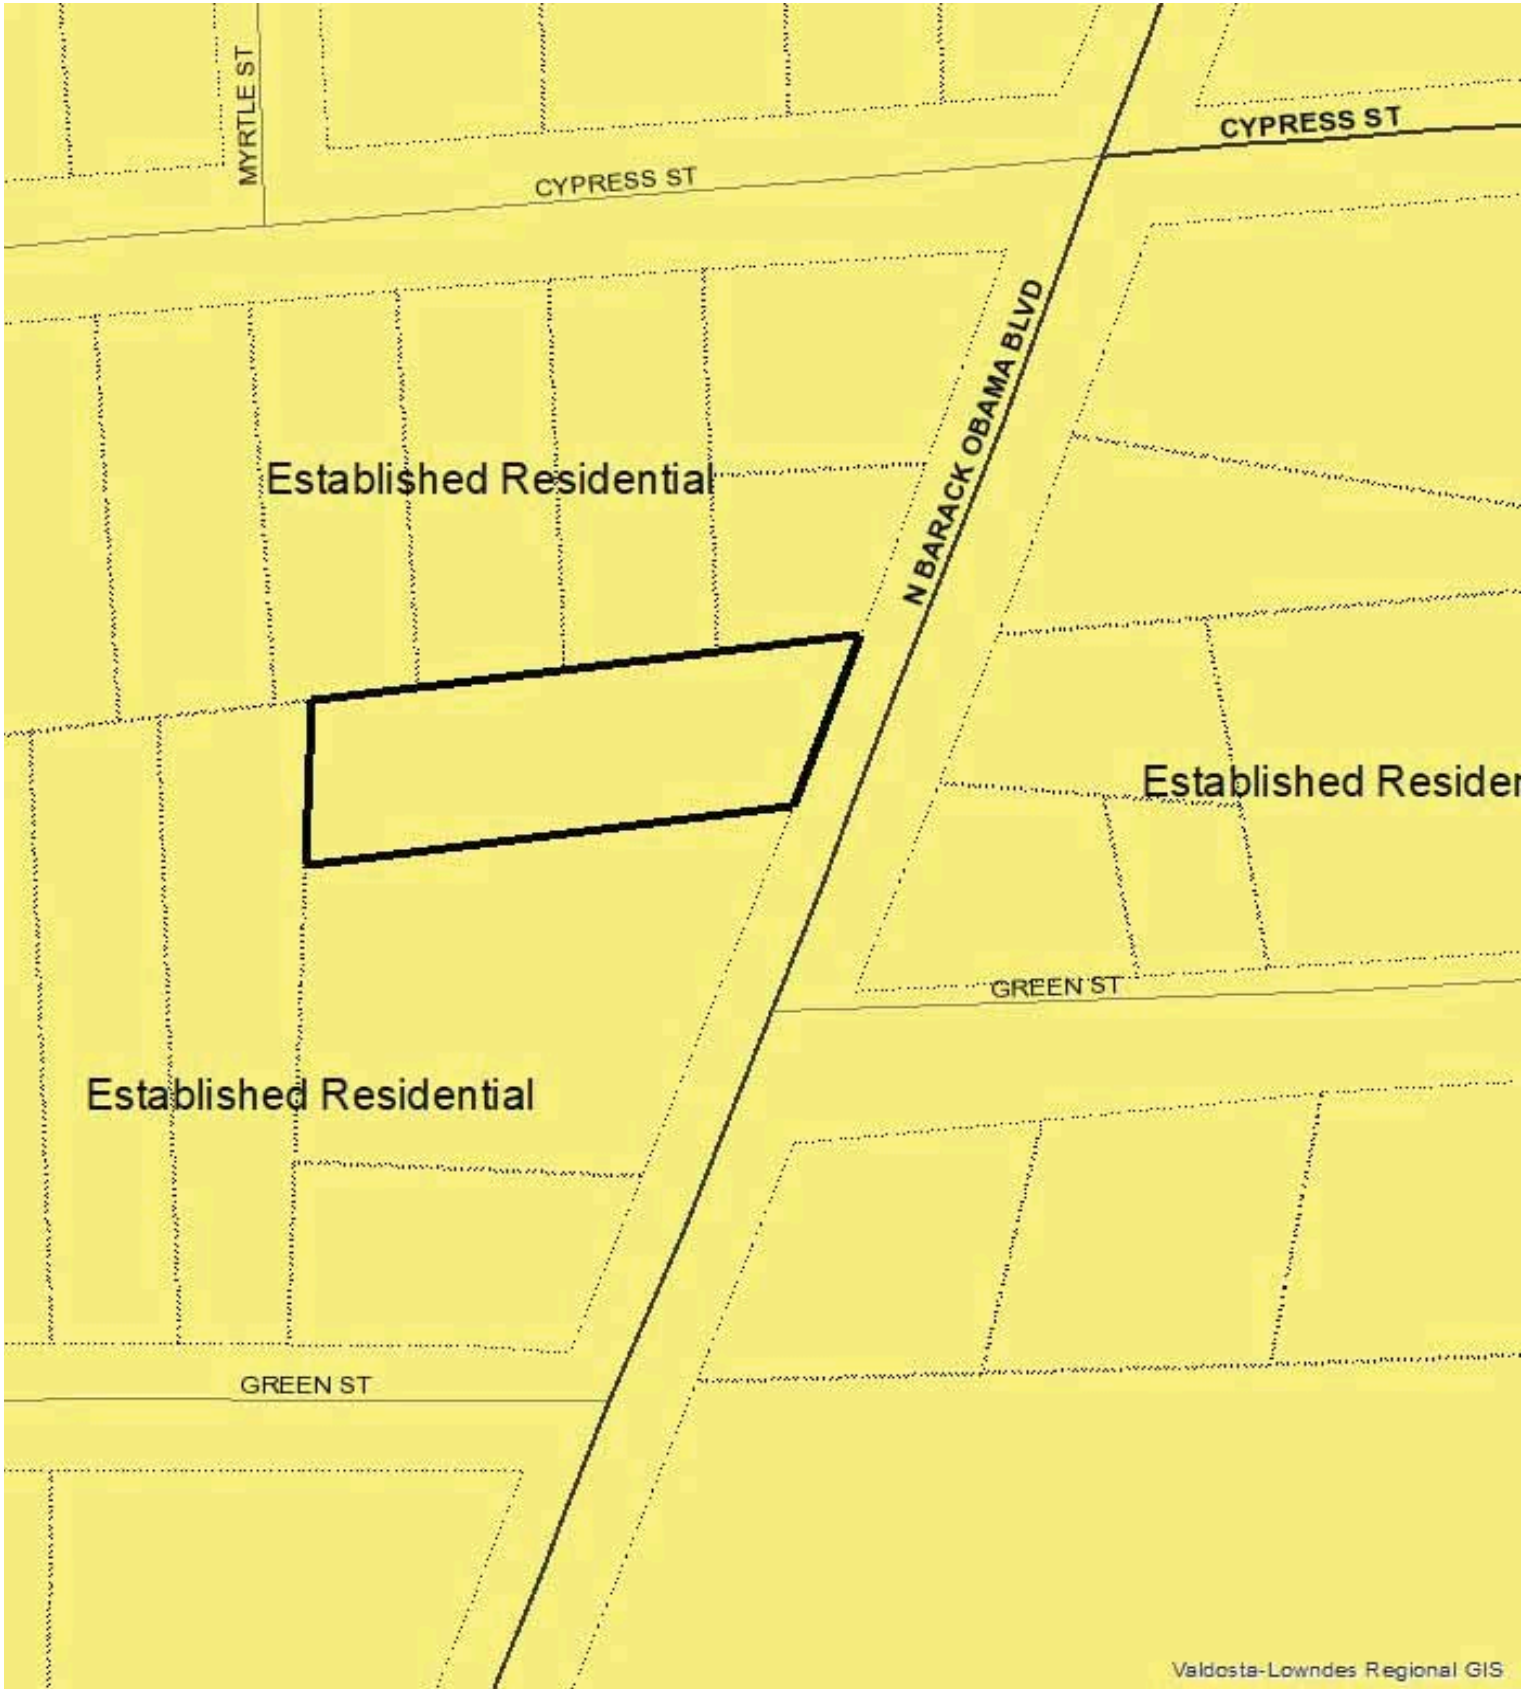 MYRTLE ST
CYPRESS ST
CYPRESS ST
N BARACK OBAMA BLVD
Established Residential
Established Residen
GREEN ST
Established Residential
GREEN ST
Valdosta-Lowndes Regional GIS